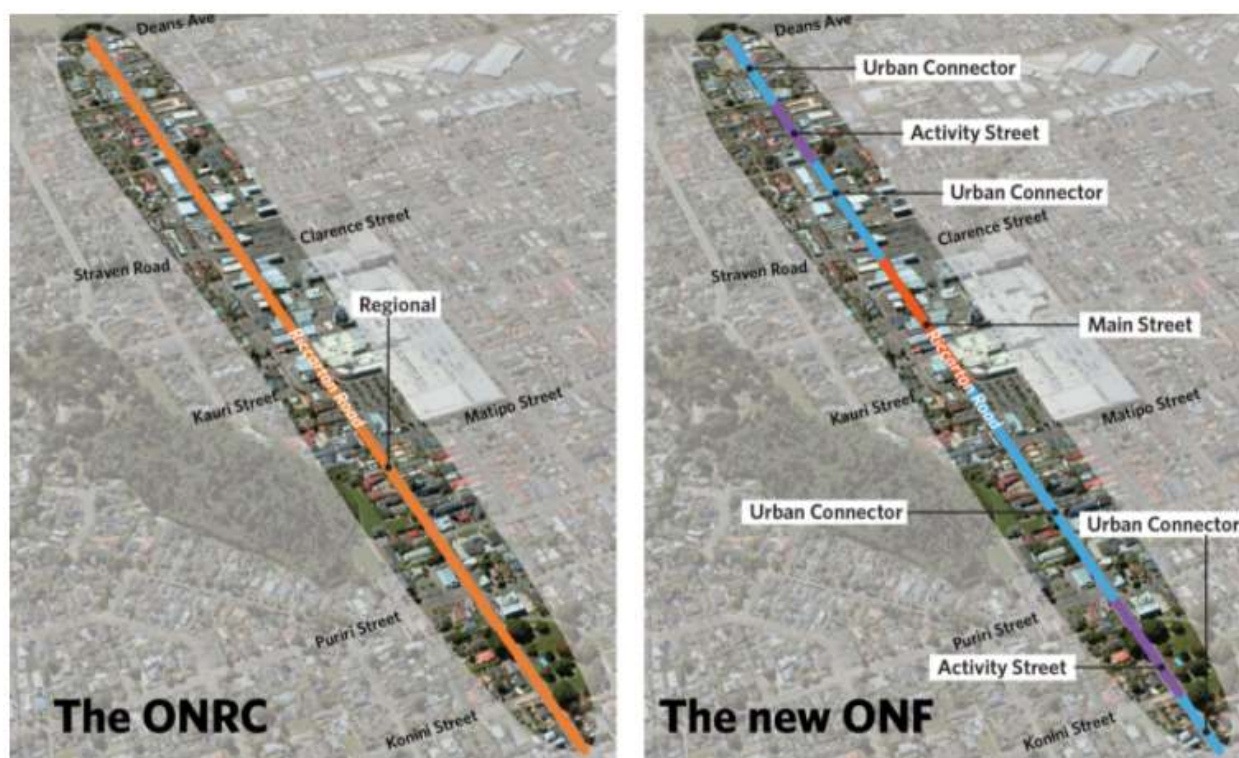 Deans Ave
Clarence Street
Straven Road
Regional
Riccarton Road
Kauri Street
Matipo Street
Puriri Street
Konini Street
The ONRC
Deans Ave
Urban Connector
Activity Street
Urban Connector
Clarence Street
Straven Road
Main Street
Riccarton Road
Kauri Street
Matipo Street
Urban Connector
Urban Connector
Puriri Street
Activity Street
Konini Street
The new ONF